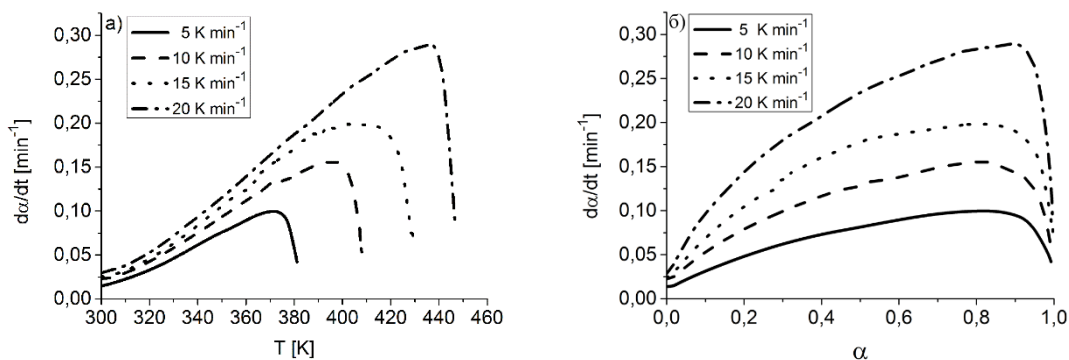 а)
5 K min⁻¹
10 K min⁻¹
15 K min⁻¹
20 K min⁻¹
dα/dt [min⁻¹]
0,35
0,30
0,25
0,20
0,15
0,10
0,05
0,00
300 320 340 360 380 400 420 440 460
T [K]
б)
5 K min⁻¹
10 K min⁻¹
15 K min⁻¹
20 K min⁻¹
dα/dt [min⁻¹]
0,35
0,30
0,25
0,20
0,15
0,10
0,05
0,00
0,0 0,2 0,4 0,6 0,8 1,0
α